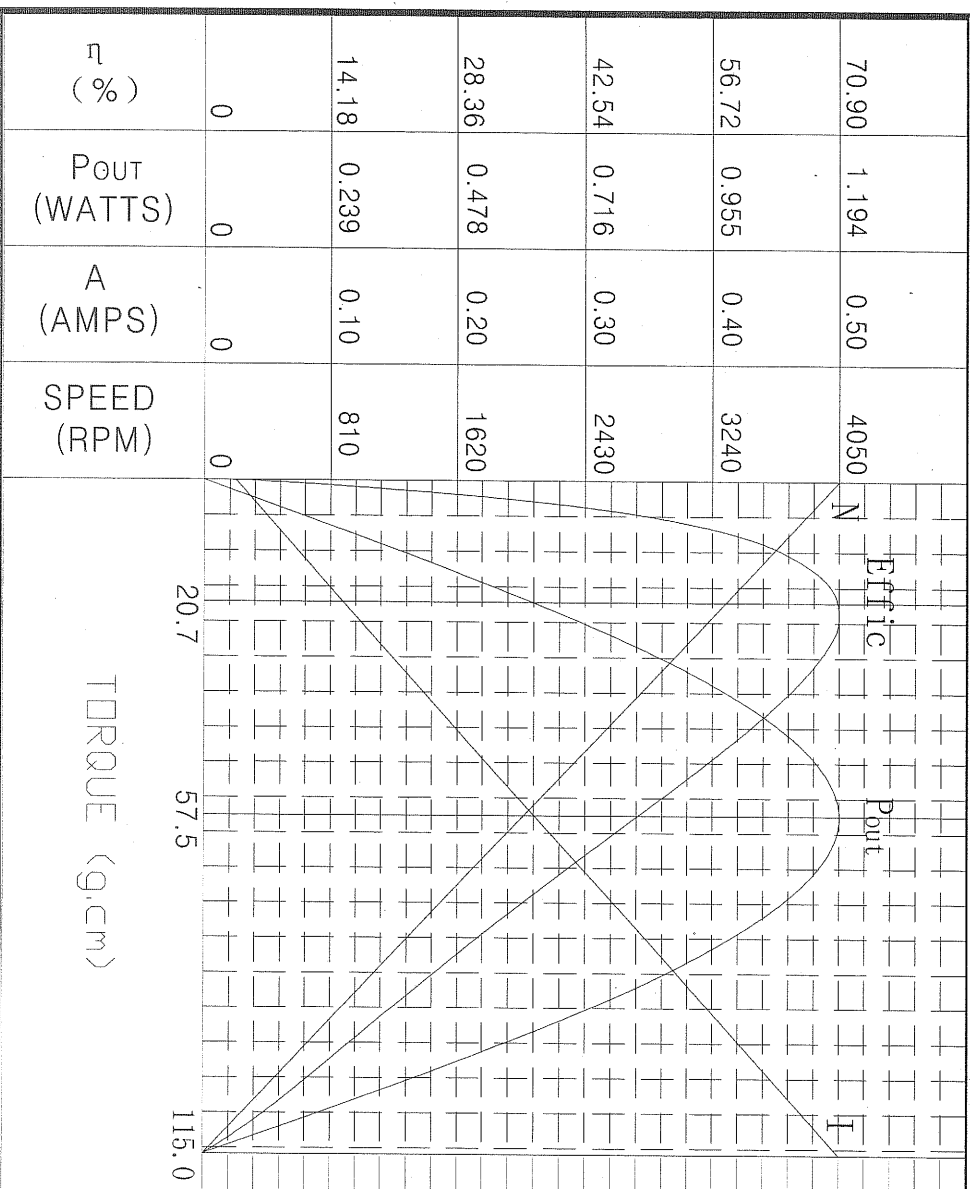 η
(%)
0
14.18
28.36
42.54
56.72
70.90
POUT
(WATTS)
0
0.239
0.478
0.716
0.955
1.194
A
(AMPS)
0
0.10
0.20
0.30
0.40
0.50
SPEED
(RPM)
0
810
1620
2430
3240
4050
N
Effic
Pout
I
20.7
57.5
115.0
TORQUE (g.cm)